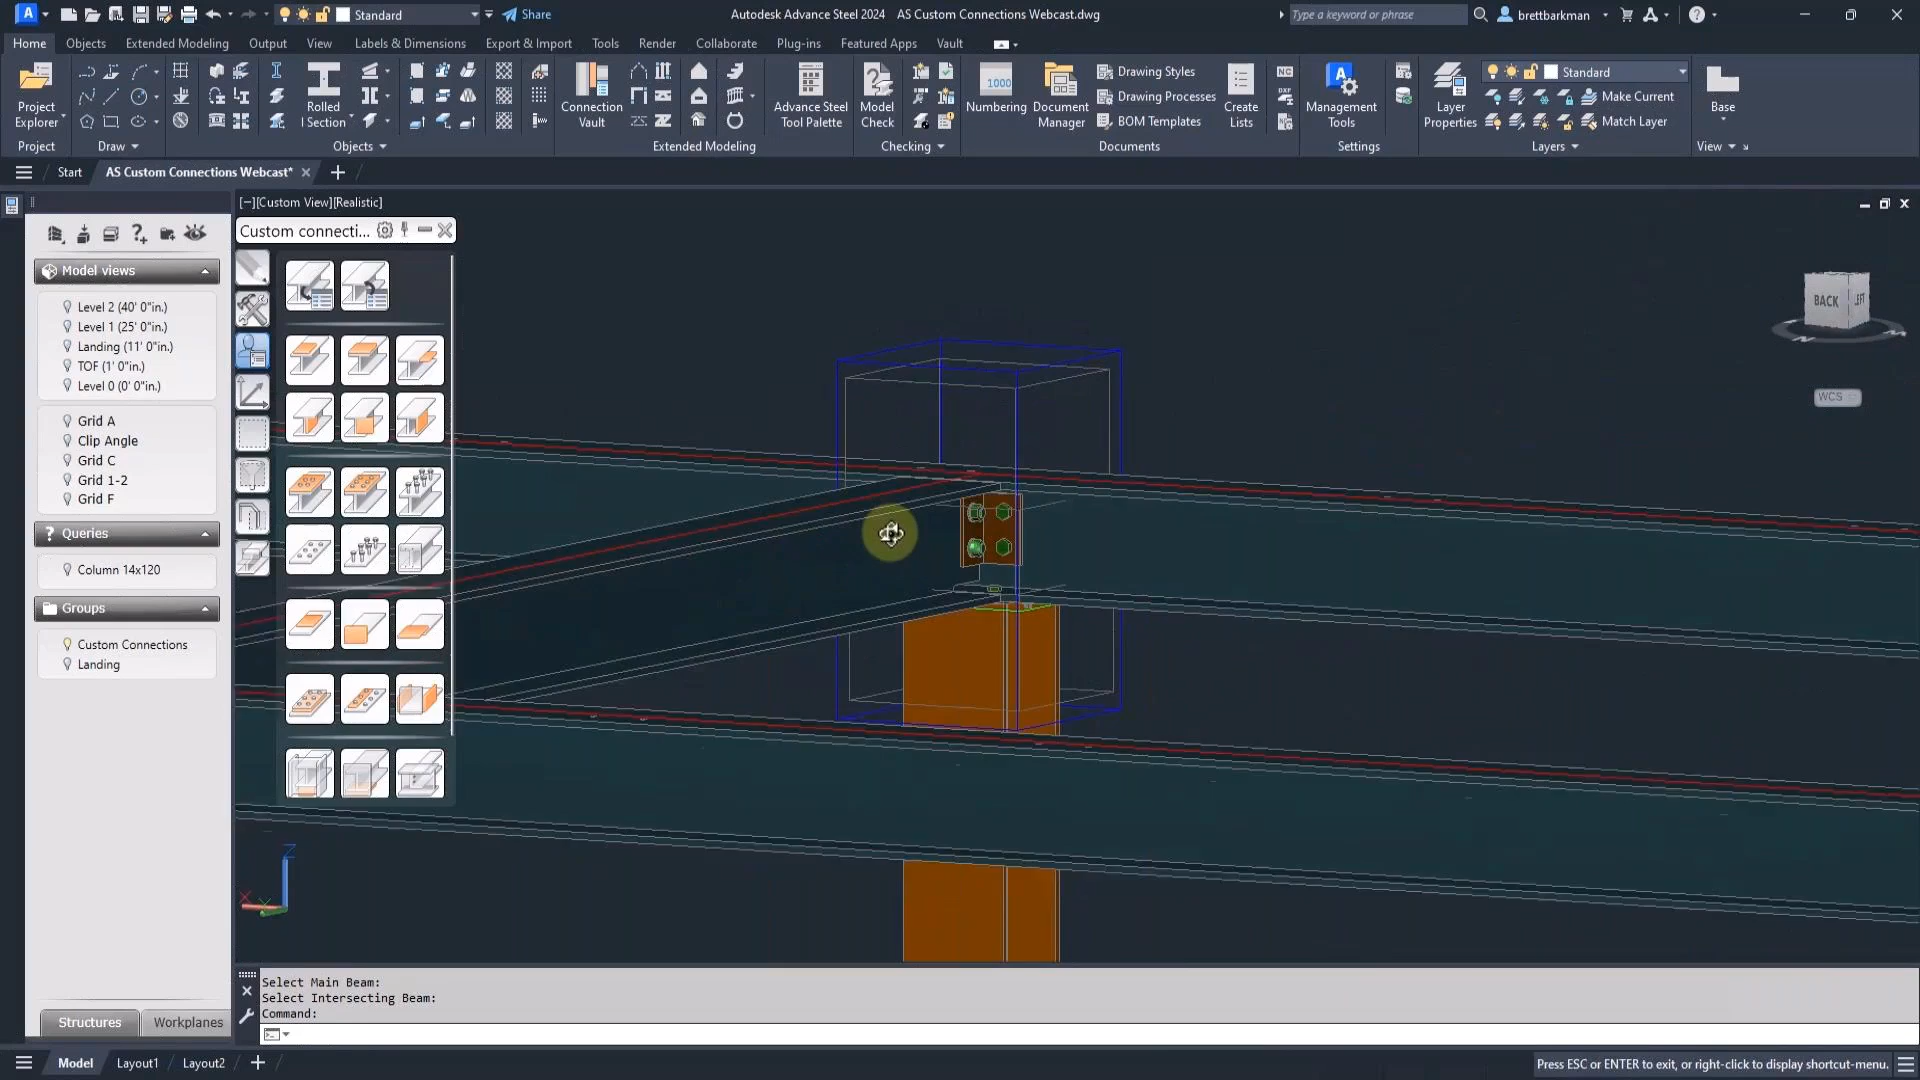 Standard
Share
Autodesk Advance Steel 2024 AS Custom Connections Webcast.dwg
Type a keyword or phrase
brettbarkman
Home Objects Extended Modeling Output View Labels & Dimensions Export & Import Tools Render Collaborate Plug-ins Featured Apps Vault
Project Explorer
Rolled I Section
Connection Vault
Advance Steel Tool Palette
Model Check
1000
Numbering
Document Manager
Drawing Styles
Drawing Processes
BOM Templates
Create Lists
NC
DXF
Management Tools
Layer Properties
Standard
Make Current
Match Layer
Base
Project Draw Objects Extended Modeling Checking Documents Settings Layers View
Start AS Custom Connections Webcast*
[−][Custom View][Realistic]
Custom connecti...
Model views
Level 2 (40' 0"in.)
Level 1 (25' 0"in.)
Landing (11' 0"in.)
TOF (1' 0"in.)
Level 0 (0' 0"in.)
Grid A
Clip Angle
Grid C
Grid 1-2
Grid F
Queries
Column 14x120
Groups
Custom Connections
Landing
BACK LEFT
WCS
Z
X
Select Main Beam:
Select Intersecting Beam:
Command:
Structures Workplanes
Model Layout1 Layout2
Press ESC or ENTER to exit, or right-click to display shortcut-menu.